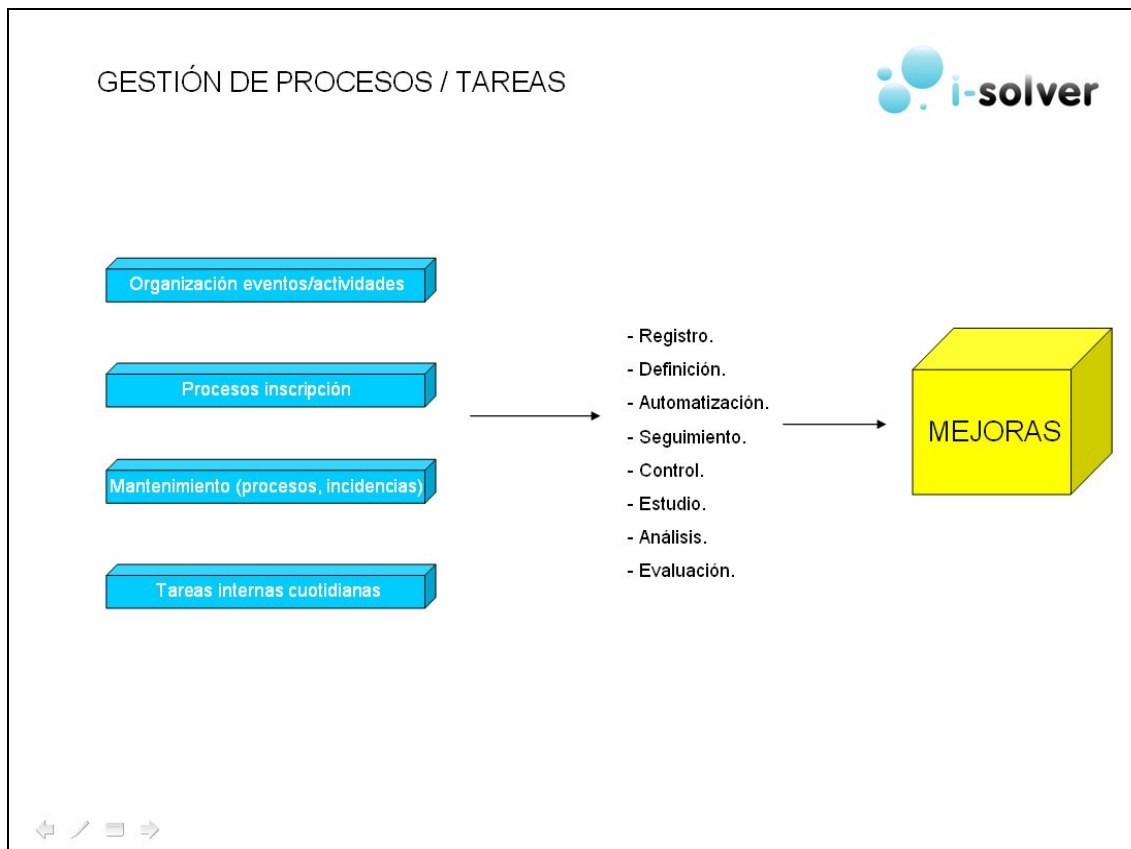 GESTIÓN DE PROCESOS / TAREAS
i-solver
Organización eventos/actividades
Procesos inscripción
Mantenimiento (procesos, incidencias)
Tareas internas cuotidianas
- Registro.
- Definición.
- Automatización.
- Seguimiento.
- Control.
- Estudio.
- Análisis.
- Evaluación.
MEJORAS